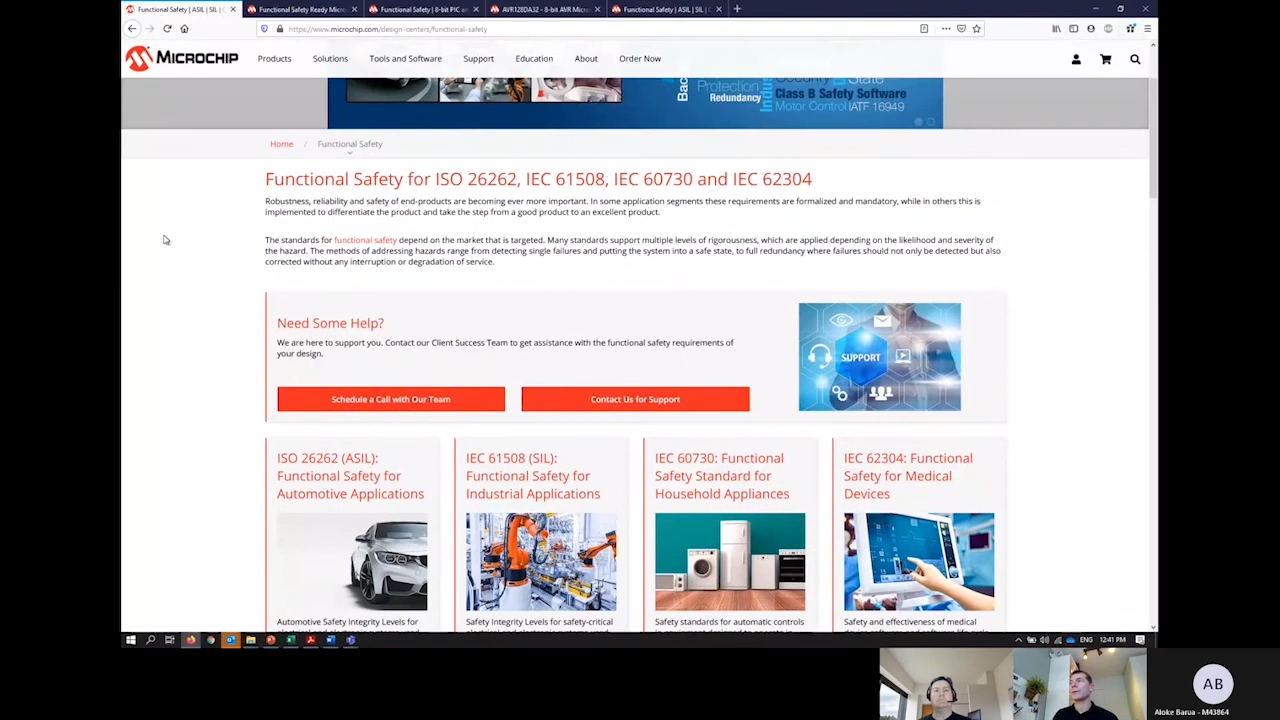 Functional Safety | ASIL | SIL | C
Functional Safety Ready Micro
Functional Safety | 8-bit PIC an
AVR128DA32 - 8-bit AVR Micro
Functional Safety | ASIL | SIL | C
https://www.microchip.com/design-centers/functional-safety
MICROCHIP
Products
Solutions
Tools and Software
Support
Education
About
Order Now
Protection
Redundancy
Class B Safety Software
Motor Control IATF 16949
Home / Functional Safety
Functional Safety for ISO 26262, IEC 61508, IEC 60730 and IEC 62304
Robustness, reliability and safety of end-products are becoming ever more important. In some application segments these requirements are formalized and mandatory, while in others this is
implemented to differentiate the product and take the step from a good product to an excellent product.
The standards for functional safety depend on the market that is targeted. Many standards support multiple levels of rigorousness, which are applied depending on the likelihood and severity of
the hazard. The methods of addressing hazards range from detecting single failures and putting the system into a safe state, to full redundancy where failures should not only be detected but also
corrected without any interruption or degradation of service.
Need Some Help?
We are here to support you. Contact our Client Success Team to get assistance with the functional safety requirements of
your design.
Schedule a Call with Our Team
Contact Us for Support
SUPPORT
ISO 26262 (ASIL):
Functional Safety for
Automotive Applications
IEC 61508 (SIL):
Functional Safety for
Industrial Applications
IEC 60730: Functional
Safety Standard for
Household Appliances
IEC 62304: Functional
Safety for Medical
Devices
Automotive Safety Integrity Levels for
Safety Integrity Levels for safety-critical
Safety standards for automatic controls
Safety and effectiveness of medical
ENG
12:41 PM
AB
Aloke Barua - M43864